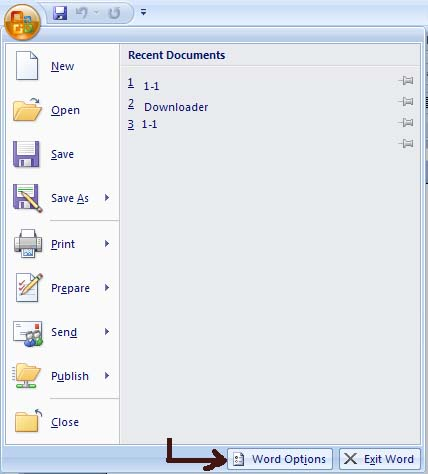 Recent Documents
New
1 1-1
Open
2 Downloader
3 1-1
Save
Save As
Print
Prepare
Send
Publish
Close
Word Options
Exit Word